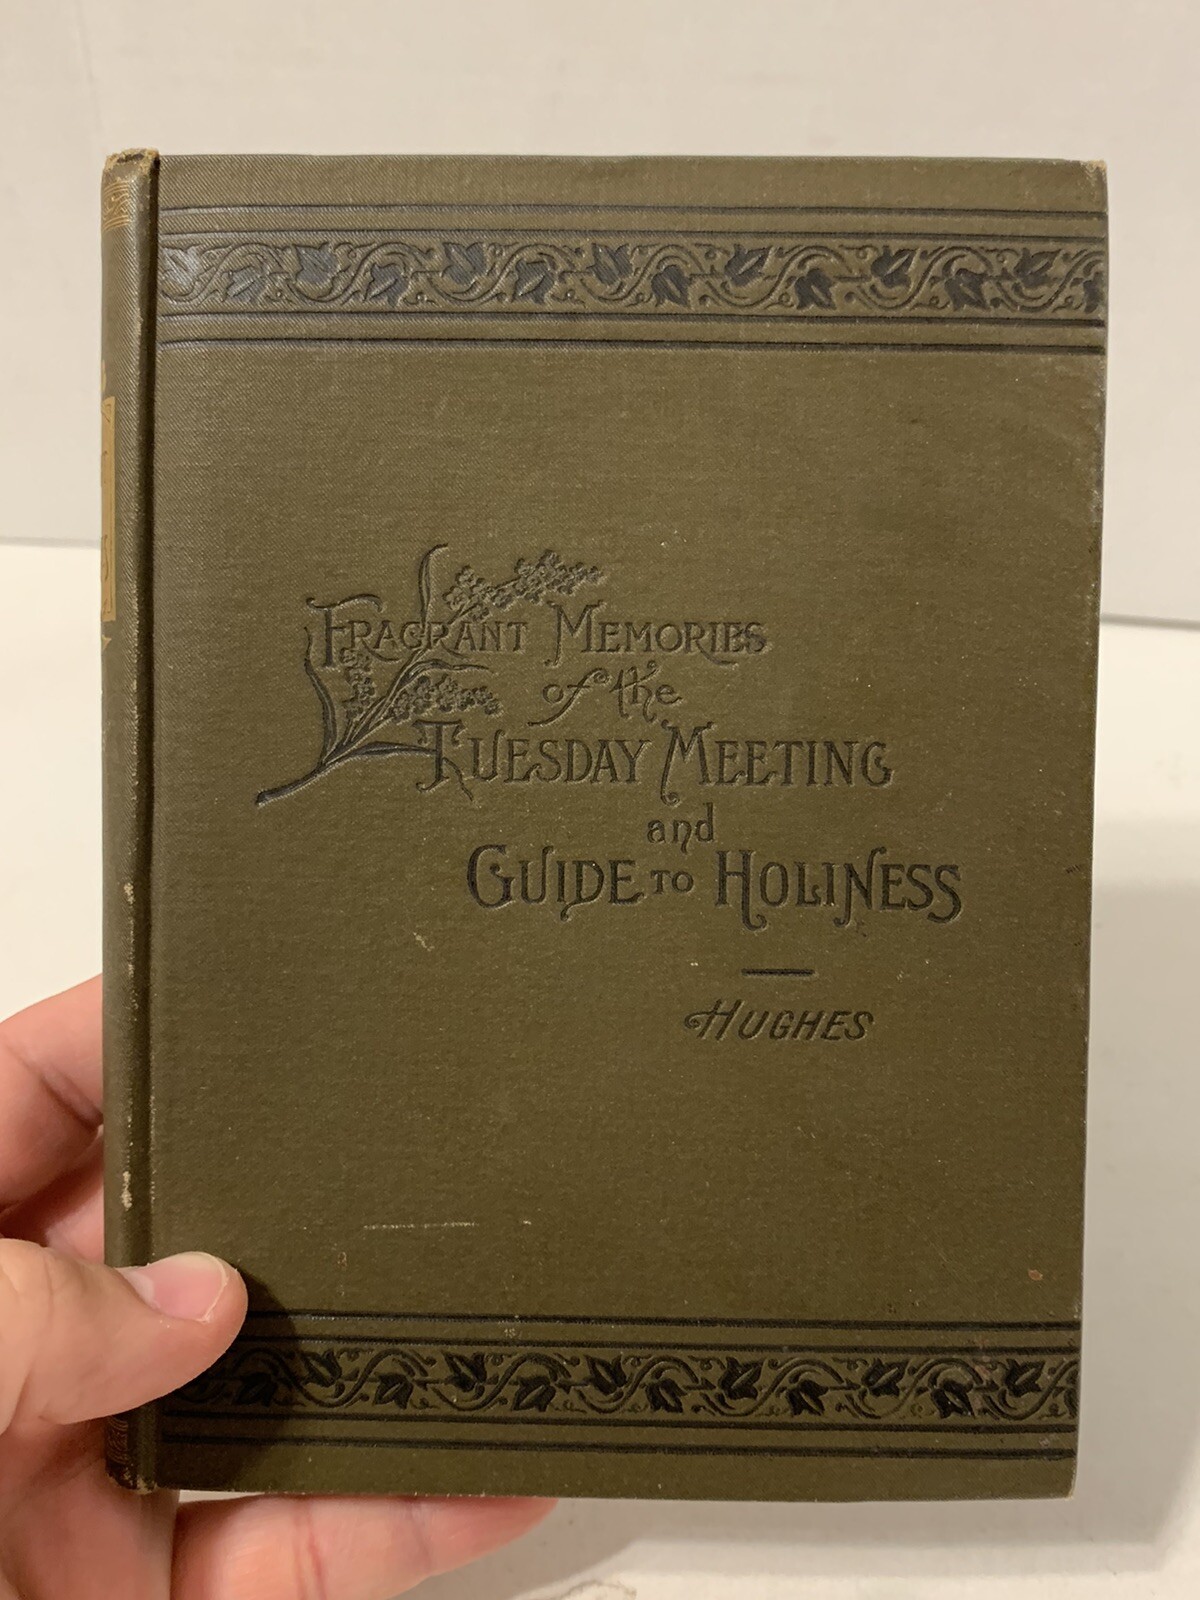 Fragrant Memories
of the
Tuesday Meeting
and
Guide to Holiness
Hughes